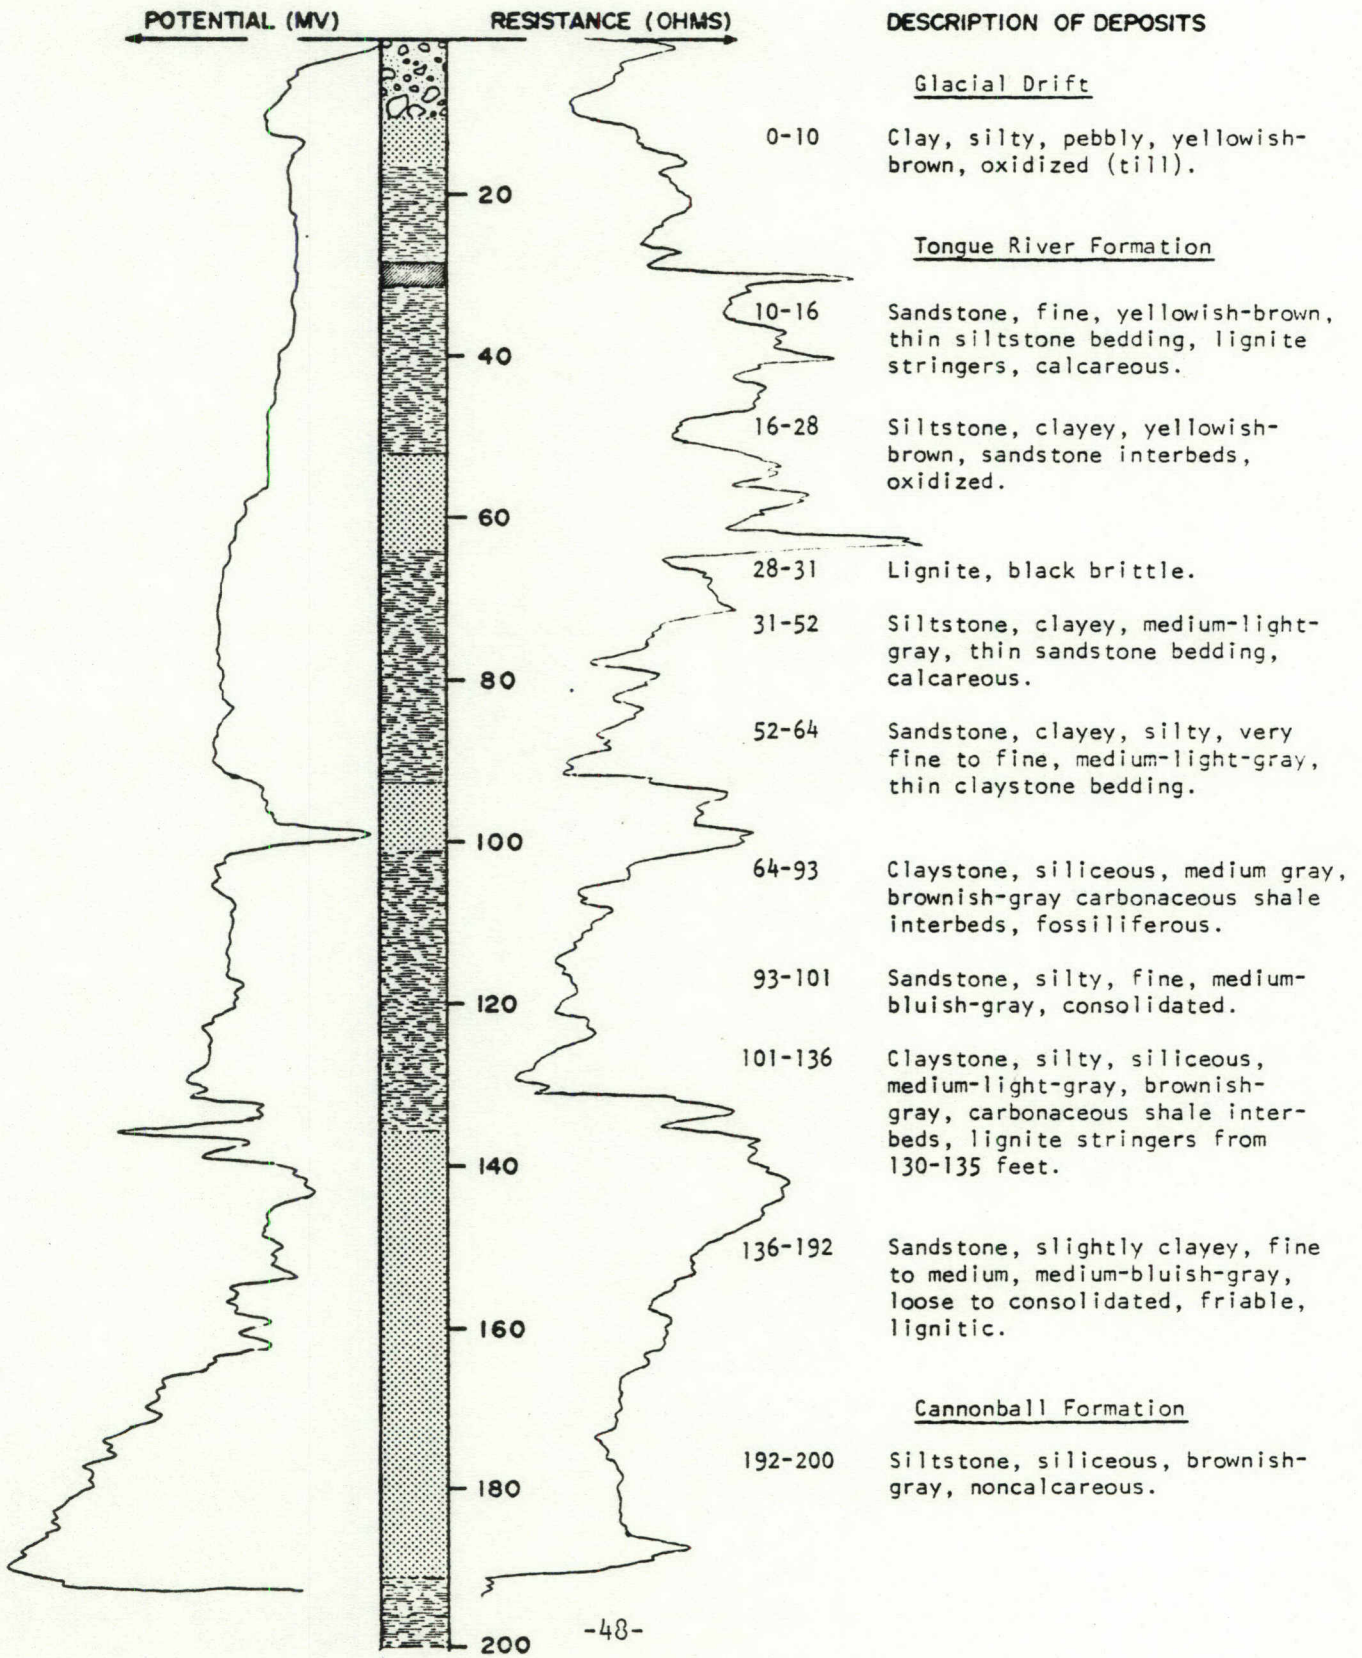 POTENTIAL (MV) RESISTANCE (OHMS) DESCRIPTION OF DEPOSITS
Glacial Drift
0-10 Clay, silty, pebbly, yellowish-
brown, oxidized (till).
Tongue River Formation
10-16 Sandstone, fine, yellowish-brown,
thin siltstone bedding, lignite
stringers, calcareous.
16-28 Siltstone, clayey, yellowish-
brown, sandstone interbeds,
oxidized.
28-31 Lignite, black brittle.
31-52 Siltstone, clayey, medium-light-
gray, thin sandstone bedding,
calcareous.
52-64 Sandstone, clayey, silty, very
fine to fine, medium-light-gray,
thin claystone bedding.
64-93 Claystone, siliceous, medium gray,
brownish-gray carbonaceous shale
interbeds, fossiliferous.
93-101 Sandstone, silty, fine, medium-
bluish-gray, consolidated.
101-136 Claystone, silty, siliceous,
medium-light-gray, brownish-
gray, carbonaceous shale inter-
beds, lignite stringers from
130-135 feet.
136-192 Sandstone, slightly clayey, fine
to medium, medium-bluish-gray,
loose to consolidated, friable,
lignitic.
Cannonball Formation
192-200 Siltstone, siliceous, brownish-
gray, noncalcareous.
20
40
60
80
100
120
140
160
180
200
-48-